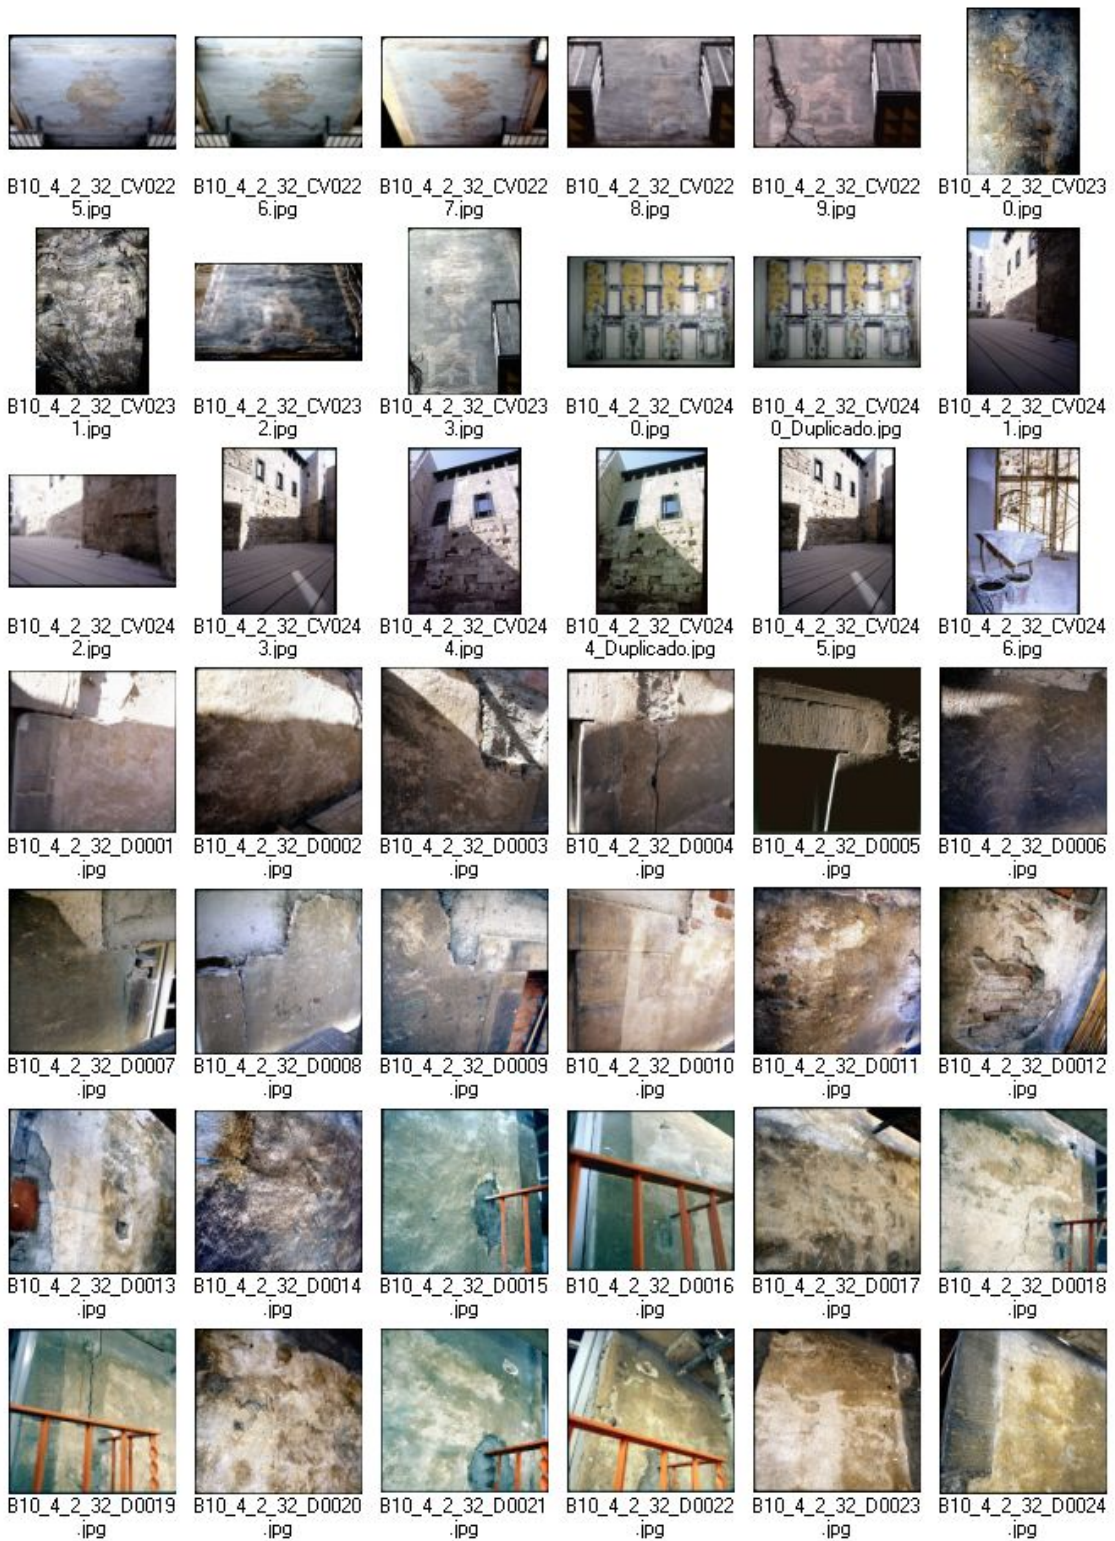 B10_4_2_32_CV022 B10_4_2_32_CV022 B10_4_2_32_CV022 B10_4_2_32_CV022 B10_4_2_32_CV022 B10_4_2_32_CV023
5.jpg 6.jpg 7.jpg 8.jpg 9.jpg 0.jpg
B10_4_2_32_CV023 B10_4_2_32_CV023 B10_4_2_32_CV023 B10_4_2_32_CV024 B10_4_2_32_CV024 B10_4_2_32_CV024
1.jpg 2.jpg 3.jpg 0.jpg 0_Duplicado.jpg 1.jpg
B10_4_2_32_CV024 B10_4_2_32_CV024 B10_4_2_32_CV024 B10_4_2_32_CV024 B10_4_2_32_CV024 B10_4_2_32_CV024
2.jpg 3.jpg 4.jpg 4_Duplicado.jpg 5.jpg 6.jpg
B10_4_2_32_D0001 B10_4_2_32_D0002 B10_4_2_32_D0003 B10_4_2_32_D0004 B10_4_2_32_D0005 B10_4_2_32_D0006
.jpg .jpg .jpg .jpg .jpg .jpg
B10_4_2_32_D0007 B10_4_2_32_D0008 B10_4_2_32_D0009 B10_4_2_32_D0010 B10_4_2_32_D0011 B10_4_2_32_D0012
.jpg .jpg .jpg .jpg .jpg .jpg
B10_4_2_32_D0013 B10_4_2_32_D0014 B10_4_2_32_D0015 B10_4_2_32_D0016 B10_4_2_32_D0017 B10_4_2_32_D0018
.jpg .jpg .jpg .jpg .jpg .jpg
B10_4_2_32_D0019 B10_4_2_32_D0020 B10_4_2_32_D0021 B10_4_2_32_D0022 B10_4_2_32_D0023 B10_4_2_32_D0024
.jpg .jpg .jpg .jpg .jpg .jpg